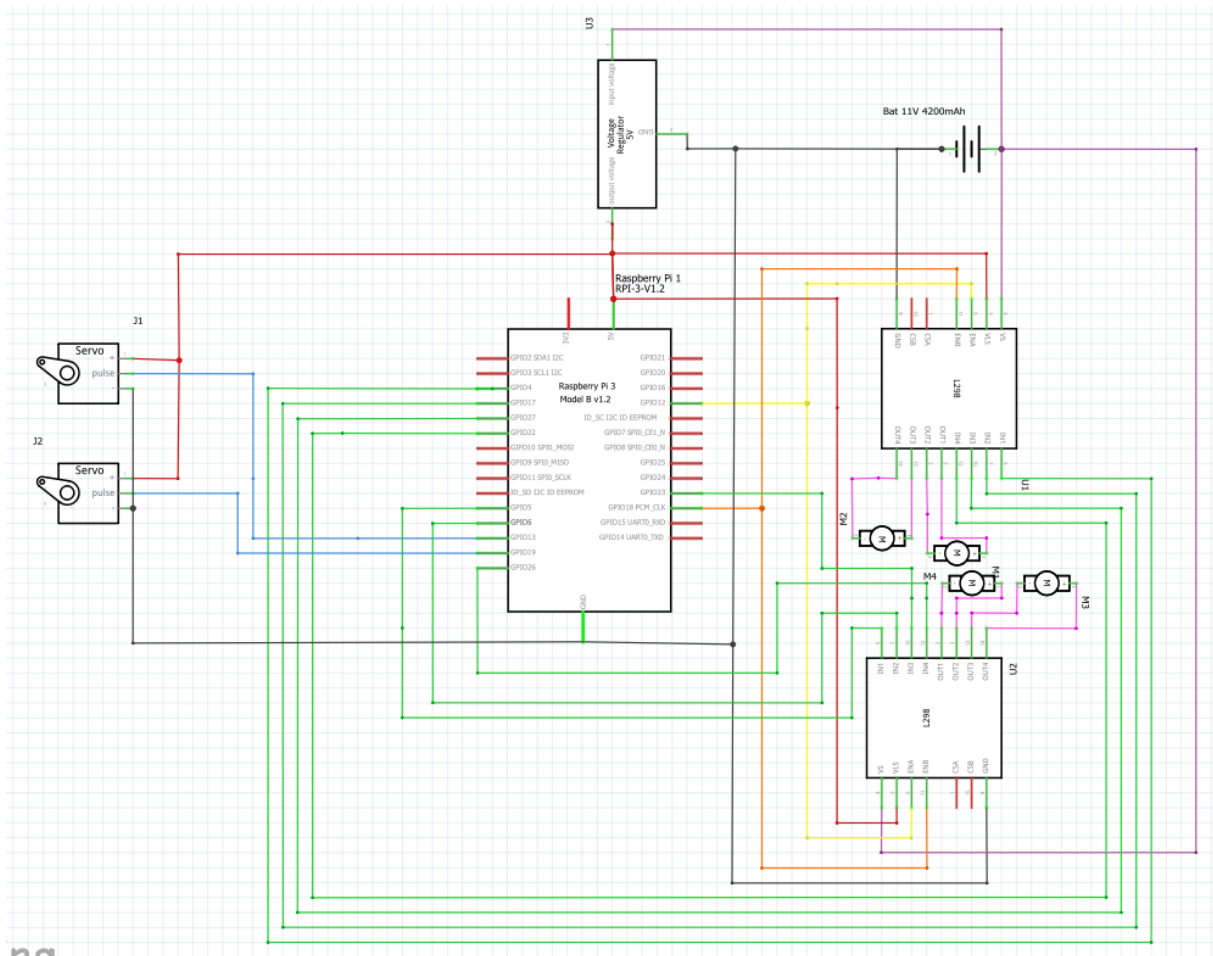 U3
input voltage
Voltage
Regulator
5V
GND
output voltage
Bat 11V 4200mAh
Raspberry Pi 1
RPI-3-V1.2
J1
Servo
+
pulse
-
J2
Servo
+
pulse
-
3V3
5V
Raspberry Pi 3
Model B v1.2
GPIO2 SDA1 I2C
GPIO3 SCL1 I2C
GPIO4
GPIO17
GPIO27
GPIO22
GPIO10 SPI0_MOSI
GPIO9 SPI0_MISO
GPIO11 SPI0_SCLK
ID_SD I2C ID EEPROM
GPIO5
GPIO6
GPIO13
GPIO19
GPIO26
GPIO21
GPIO20
GPIO16
GPIO12
ID_SC I2C ID EEPROM
GPIO7 SPI0_CE1_N
GPIO8 SPI0_CE0_N
GPIO25
GPIO24
GPIO23
GPIO18 PCM_CLK
GPIO15 UART0_RXD
GPIO14 UART0_TXD
GND
GND
CSB
CSA
ENB
ENA
VLS
VS
L298
OUT4
OUT3
OUT2
OUT1
IN4
IN3
IN2
IN1
U1
M2
M
M
M4
M
M
M3
U2
IN1
IN2
IN3
IN4
OUT1
OUT2
OUT3
OUT4
L298
VS
VLS
ENA
ENB
CSA
CSB
GND